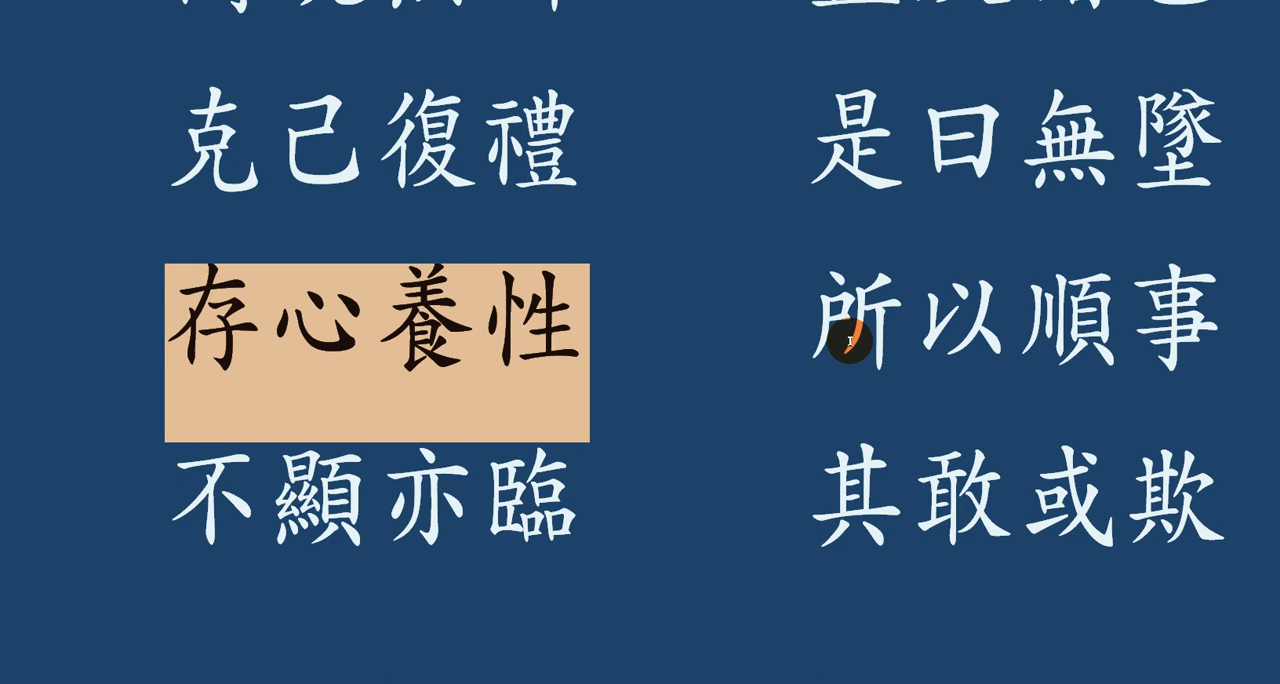 克己復禮 是曰無墜
存心養性 所以順事
不顯亦臨 其敢或欺